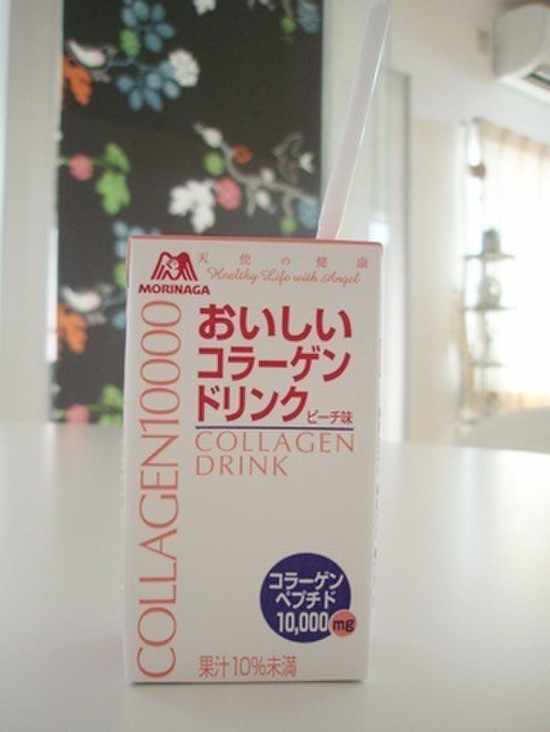 MORINAGA
天使の健康
Healthy Life with Angel
COLLAGEN10000
おいしい
コラーゲン
ドリンク
ピーチ味
COLLAGEN
DRINK
コラーゲン
ペプチド
10,000mg
果汁10%未満